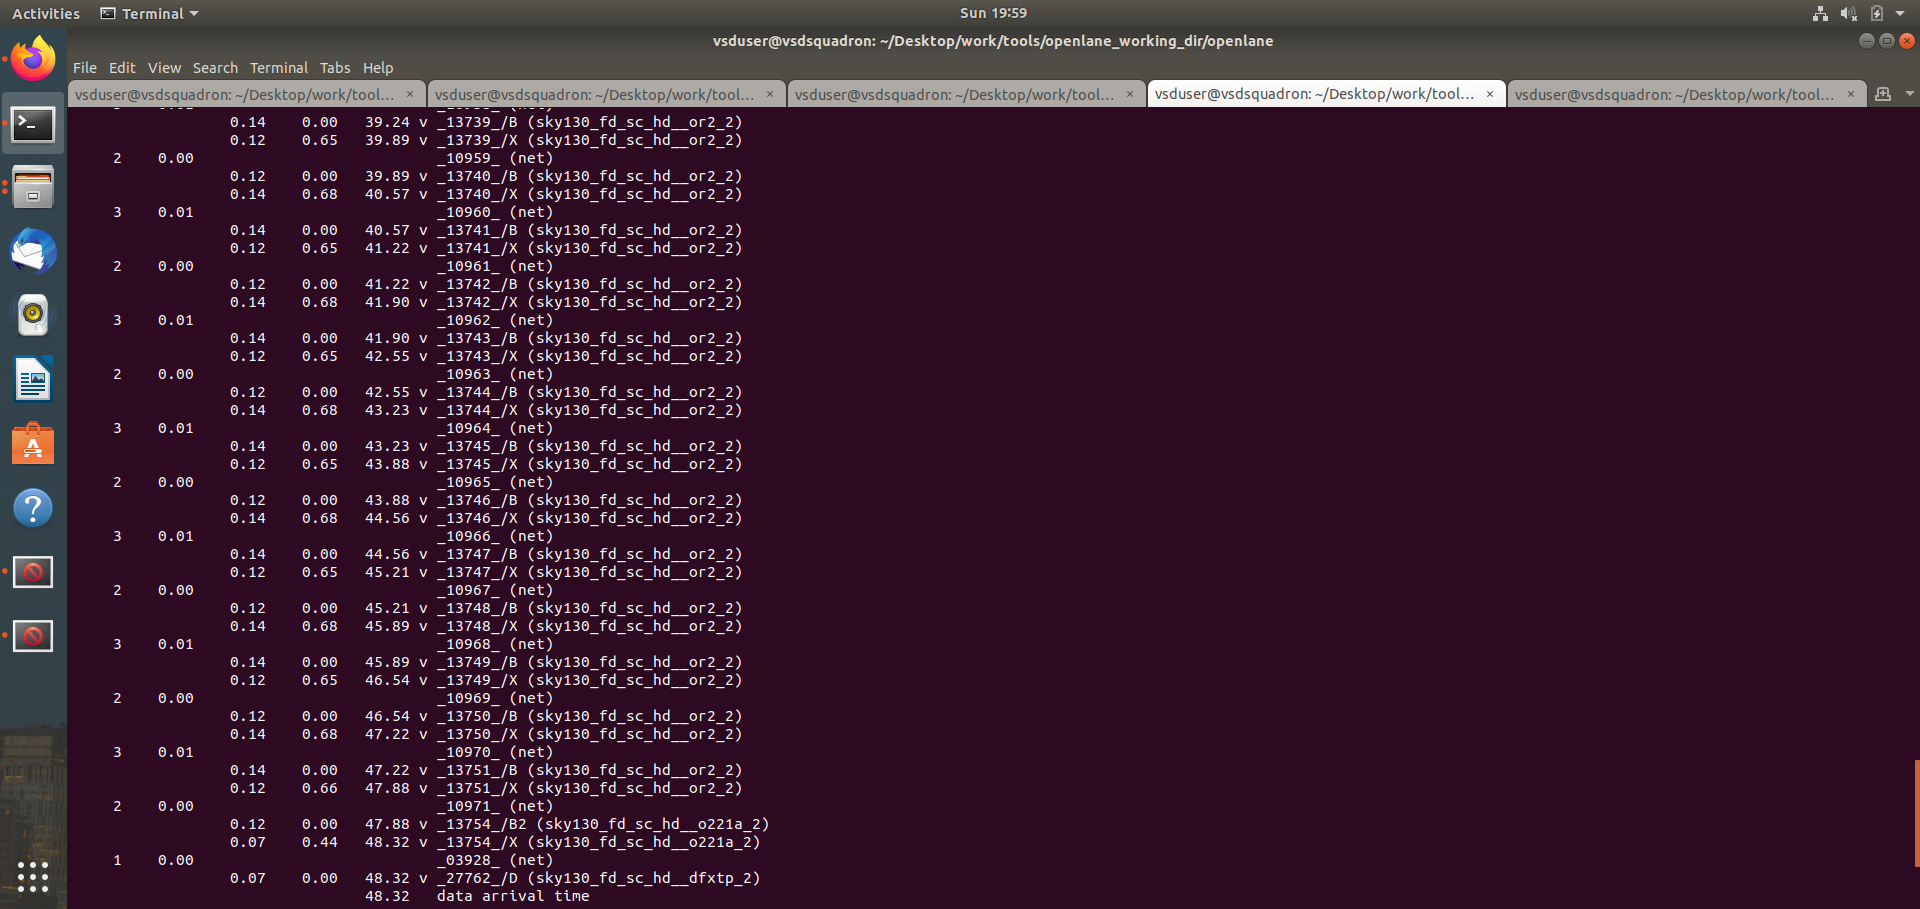 Activities Terminal Sun 19:59
vsduser@vsdsquadron: ~/Desktop/work/tools/openlane_working_dir/openlane
File Edit View Search Terminal Tabs Help
vsduser@vsdsquadron: ~/Desktop/work/tool... × vsduser@vsdsquadron: ~/Desktop/work/tool... × vsduser@vsdsquadron: ~/Desktop/work/tool... × vsduser@vsdsquadron: ~/Desktop/work/tool... × vsduser@vsdsquadron: ~/Desktop/work/tool... ×
0.14 0.00 39.24 v _13739_/B (sky130_fd_sc_hd__or2_2)
0.12 0.65 39.89 v _13739_/X (sky130_fd_sc_hd__or2_2)
2 0.00 _10959_ (net)
0.12 0.00 39.89 v _13740_/B (sky130_fd_sc_hd__or2_2)
0.14 0.68 40.57 v _13740_/X (sky130_fd_sc_hd__or2_2)
3 0.01 _10960_ (net)
0.14 0.00 40.57 v _13741_/B (sky130_fd_sc_hd__or2_2)
0.12 0.65 41.22 v _13741_/X (sky130_fd_sc_hd__or2_2)
2 0.00 _10961_ (net)
0.12 0.00 41.22 v _13742_/B (sky130_fd_sc_hd__or2_2)
0.14 0.68 41.90 v _13742_/X (sky130_fd_sc_hd__or2_2)
3 0.01 _10962_ (net)
0.14 0.00 41.90 v _13743_/B (sky130_fd_sc_hd__or2_2)
0.12 0.65 42.55 v _13743_/X (sky130_fd_sc_hd__or2_2)
2 0.00 _10963_ (net)
0.12 0.00 42.55 v _13744_/B (sky130_fd_sc_hd__or2_2)
0.14 0.68 43.23 v _13744_/X (sky130_fd_sc_hd__or2_2)
3 0.01 _10964_ (net)
0.14 0.00 43.23 v _13745_/B (sky130_fd_sc_hd__or2_2)
0.12 0.65 43.88 v _13745_/X (sky130_fd_sc_hd__or2_2)
2 0.00 _10965_ (net)
0.12 0.00 43.88 v _13746_/B (sky130_fd_sc_hd__or2_2)
0.14 0.68 44.56 v _13746_/X (sky130_fd_sc_hd__or2_2)
3 0.01 _10966_ (net)
0.14 0.00 44.56 v _13747_/B (sky130_fd_sc_hd__or2_2)
0.12 0.65 45.21 v _13747_/X (sky130_fd_sc_hd__or2_2)
2 0.00 _10967_ (net)
0.12 0.00 45.21 v _13748_/B (sky130_fd_sc_hd__or2_2)
0.14 0.68 45.89 v _13748_/X (sky130_fd_sc_hd__or2_2)
3 0.01 _10968_ (net)
0.14 0.00 45.89 v _13749_/B (sky130_fd_sc_hd__or2_2)
0.12 0.65 46.54 v _13749_/X (sky130_fd_sc_hd__or2_2)
2 0.00 _10969_ (net)
0.12 0.00 46.54 v _13750_/B (sky130_fd_sc_hd__or2_2)
0.14 0.68 47.22 v _13750_/X (sky130_fd_sc_hd__or2_2)
3 0.01 _10970_ (net)
0.14 0.00 47.22 v _13751_/B (sky130_fd_sc_hd__or2_2)
0.12 0.66 47.88 v _13751_/X (sky130_fd_sc_hd__or2_2)
2 0.00 _10971_ (net)
0.12 0.00 47.88 v _13754_/B2 (sky130_fd_sc_hd__o221a_2)
0.07 0.44 48.32 v _13754_/X (sky130_fd_sc_hd__o221a_2)
1 0.00 _03928_ (net)
0.07 0.00 48.32 v _27762_/D (sky130_fd_sc_hd__dfxtp_2)
48.32 data arrival time